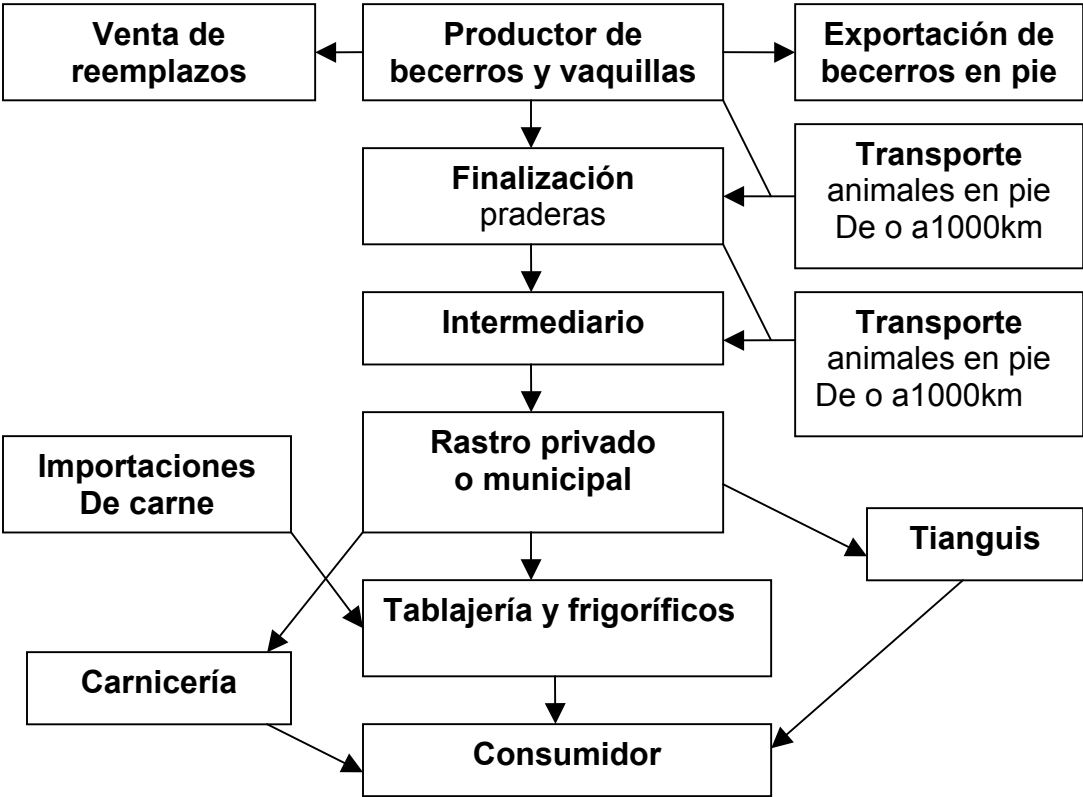 Venta de
reemplazos
Productor de
becerros y vaquillas
Exportación de
becerros en pie
Finalización
praderas
Transporte
animales en pie
De o a1000km
Intermediario
Transporte
animales en pie
De o a1000km
Rastro privado
o municipal
Importaciones
De carne
Tianguis
Tablajería y frigoríficos
Carnicería
Consumidor